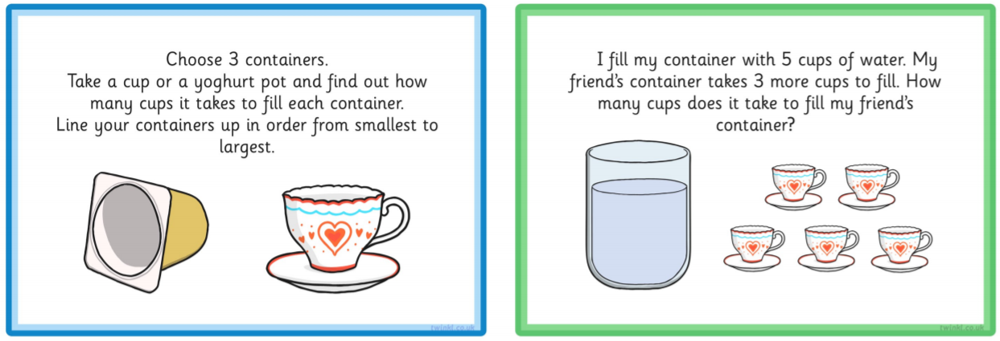 Choose 3 containers.
Take a cup or a yoghurt pot and find out how
many cups it takes to fill each container.
Line your containers up in order from smallest to
largest.
twinkl.co.uk
I fill my container with 5 cups of water. My
friend's container takes 3 more cups to fill. How
many cups does it take to fill my friend's
container?
twinkl.co.uk